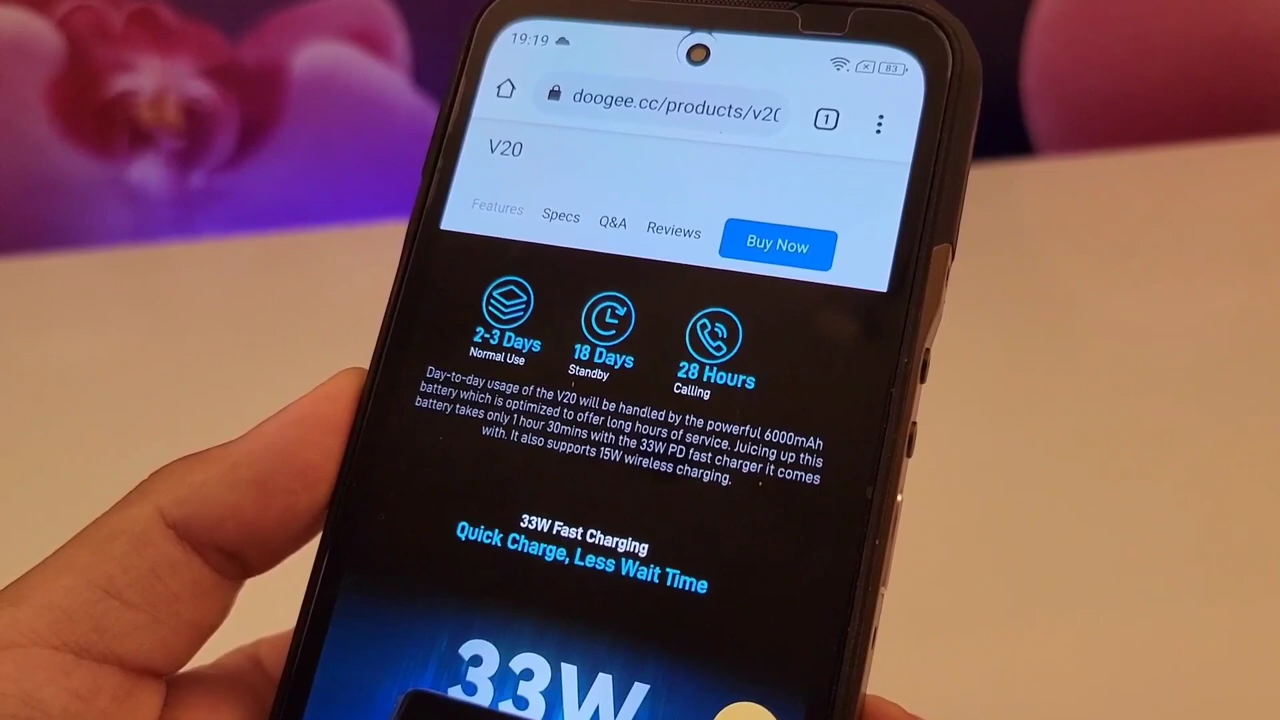 19:19
83
doogee.cc/products/v20
1
V20
Features Specs Q&A Reviews Buy Now
2-3 Days
Normal Use
18 Days
Standby
28 Hours
Calling
Day-to-day usage of the V20 will be handled by the powerful 6000mAh
battery which is optimized to offer long hours of service. Juicing up this
battery takes only 1 hour 30mins with the 33W PD fast charger it comes
with. It also supports 15W wireless charging.
33W Fast Charging
Quick Charge, Less Wait Time
33W